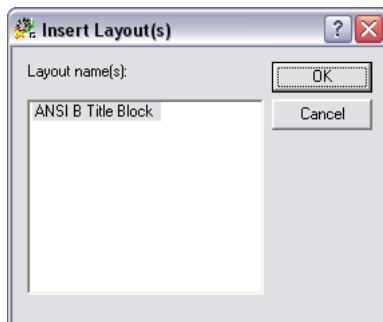 Insert Layout(s)
Layout name(s):
OK
ANSI B Title Block
Cancel